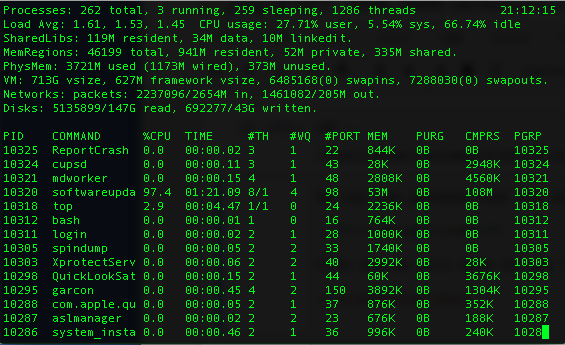 Processes: 262 total, 3 running, 259 sleeping, 1286 threads 21:12:15
Load Avg: 1.61, 1.53, 1.45 CPU usage: 27.71% user, 5.54% sys, 66.74% idle
SharedLibs: 119M resident, 34M data, 10M linkedit.
MemRegions: 46199 total, 941M resident, 52M private, 335M shared.
PhysMem: 3721M used (1173M wired), 373M unused.
VM: 713G vsize, 627M framework vsize, 6485168(0) swapins, 7288030(0) swapouts.
Networks: packets: 2237096/2654M in, 1461082/205M out.
Disks: 5135899/147G read, 692277/43G written.
PID COMMAND %CPU TIME #TH #WQ #PORT MEM PURG CMPRS PGRP
10325 ReportCrash 0.0 00:00.02 3 1 22 844K 0B 0B 10325
10324 cupsd 0.0 00:00.11 3 1 43 28K 0B 2948K 10324
10321 mdworker 0.0 00:00.15 4 1 48 2808K 0B 4560K 10321
10320 softwareupda 97.4 01:21.09 8/1 4 98 53M 0B 108M 10320
10318 top 2.9 00:04.47 1/1 0 24 2236K 0B 0B 10318
10312 bash 0.0 00:00.01 1 0 16 764K 0B 0B 10312
10311 login 0.0 00:00.02 2 1 28 1000K 0B 0B 10311
10305 spindump 0.0 00:00.05 2 2 33 1740K 0B 0B 10305
10303 XprotectServ 0.0 00:00.06 2 2 40 2992K 0B 28K 10303
10298 QuickLookSat 0.0 00:00.15 2 1 44 60K 0B 3676K 10298
10295 garcon 0.0 00:00.45 4 2 150 3892K 0B 1304K 10295
10288 com.apple.qu 0.0 00:00.05 2 1 37 876K 0B 352K 10288
10287 aslmanager 0.0 00:00.02 2 2 23 676K 0B 188K 10287
10286 system_insta 0.0 00:00.46 2 1 36 996K 0B 240K 1028